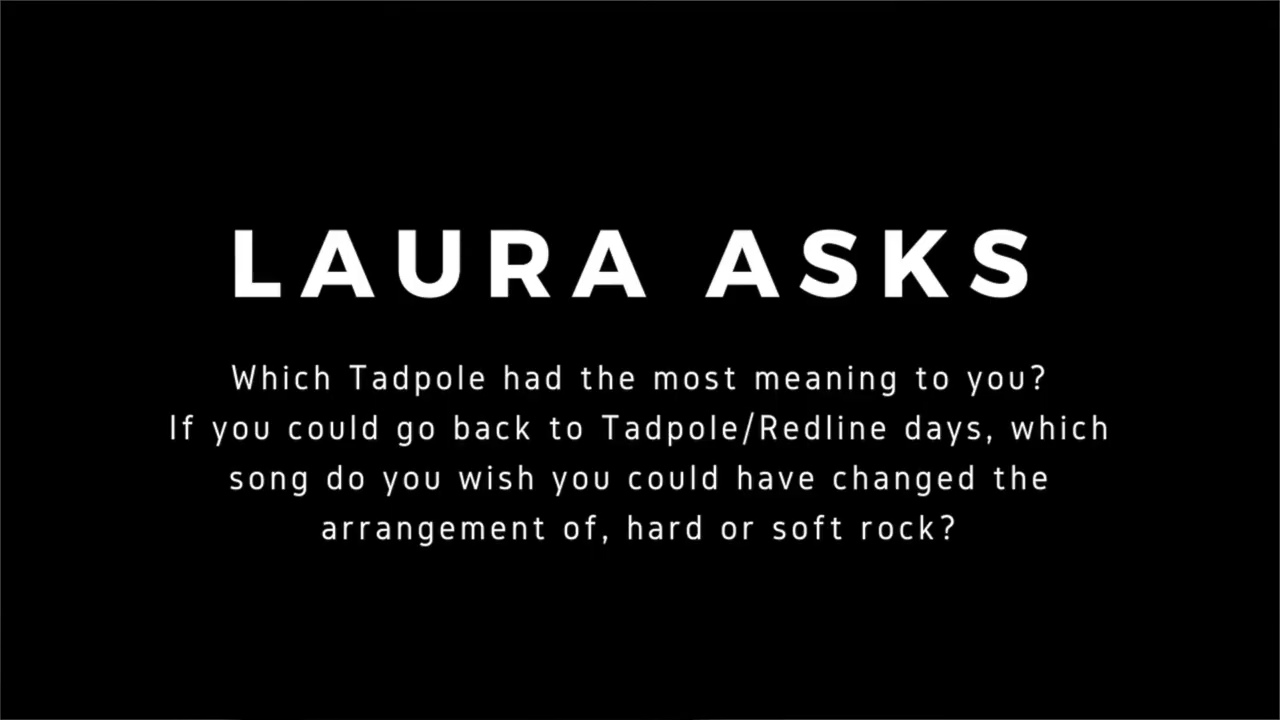 LAURA ASKS
Which Tadpole had the most meaning to you?
If you could go back to Tadpole/Redline days, which
song do you wish you could have changed the
arrangement of, hard or soft rock?